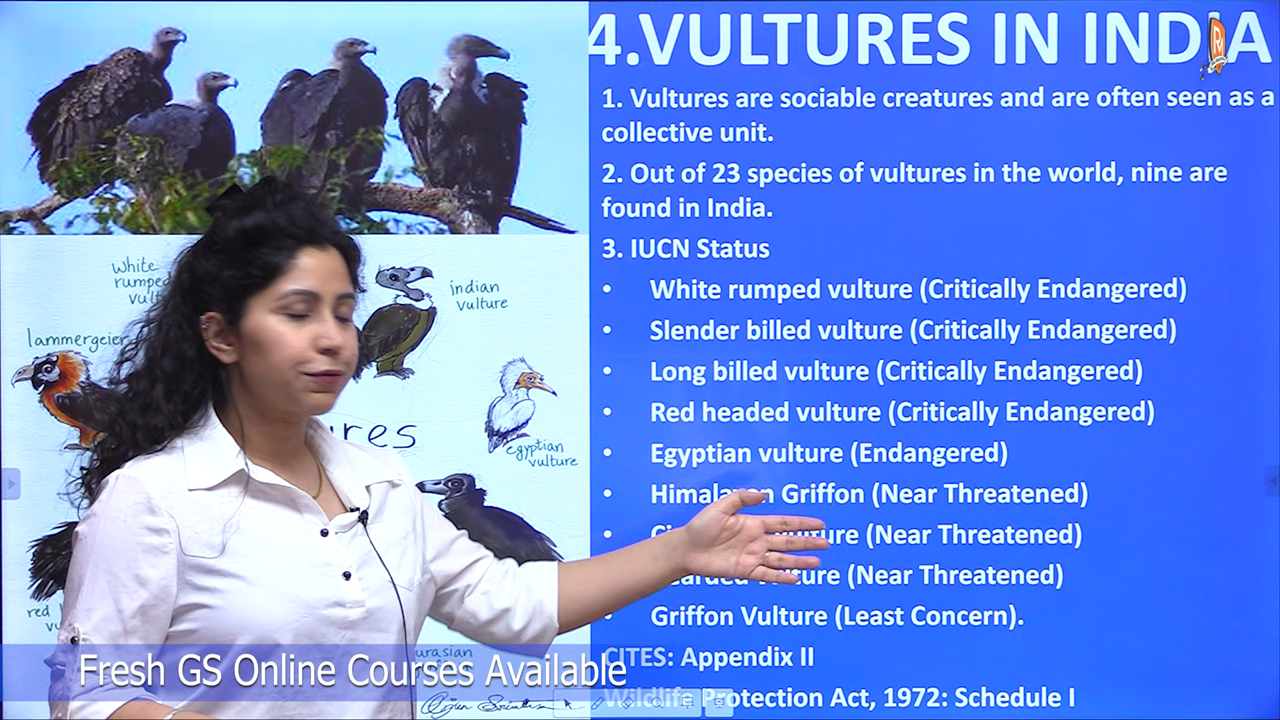 4.VULTURES IN INDIA
1. Vultures are sociable creatures and are often seen as a
collective unit.
2. Out of 23 species of vultures in the world, nine are
found in India.
3. IUCN Status
• White rumped vulture (Critically Endangered)
• Slender billed vulture (Critically Endangered)
• Long billed vulture (Critically Endangered)
• Red headed vulture (Critically Endangered)
• Egyptian vulture (Endangered)
• Himalayan Griffon (Near Threatened)
• (Near Threatened)
• vulture (Near Threatened)
• Griffon Vulture (Least Concern).
CITES: Appendix II
Wildlife Protection Act, 1972: Schedule I
white
rumped
indian
vulture
lammergeier
egyptian
vulture
red
Fresh GS Online Courses Available